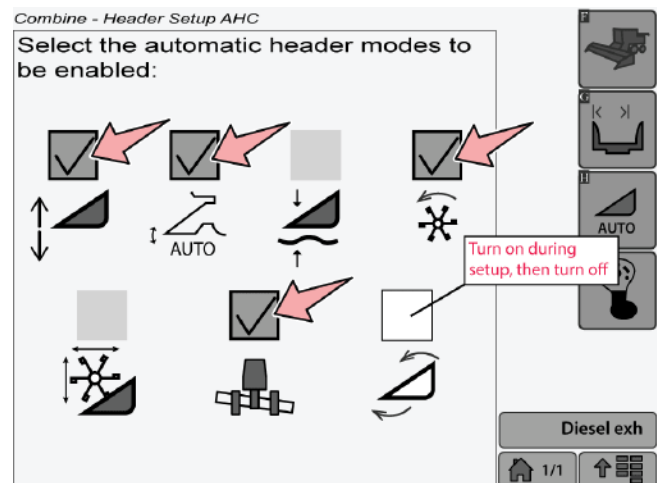 Combine - Header Setup AHC
Select the automatic header modes to
be enabled:
AUTO
Turn on during
setup, then turn off
F
G
H
AUTO
Diesel exh
1/1